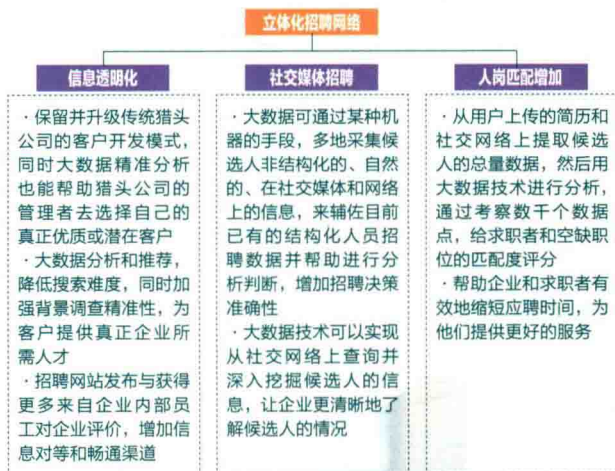 立体化招聘网络
信息透明化
· 保留并升级传统猎头
公司的客户开发模式，
同时大数据精准分析
也能帮助猎头公司的
管理者去选择自己的
真正优质或潜在客户
· 大数据分析和推荐，
降低搜索难度，同时加
强背景调查精准性，为
客户提供真正企业所
需人才
· 招聘网站发布与获得
更多来自企业内部员
工对企业评价，增加信
息对等和畅通渠道
社交媒体招聘
· 大数据可通过某种机
器的手段，多地采集候
选人非结构化的、自然
的、在社交媒体和网络
上的信息，来辅佐目前
已有的结构化人员招
聘数据并帮助进行分
析判断，增加招聘决策
准确性
· 大数据技术可以实现
从社交网络上查询并
深入挖掘候选人的信
息，让企业更清晰地了
解候选人的情况
人岗匹配增加
· 从用户上传的简历和
社交网络上提取候选
人的总量数据，然后用
大数据技术进行分析，
通过考察数千个数据
点，给求职者和空缺职
位的匹配度评分
· 帮助企业和求职者有
效地缩短应聘时间，为
他们提供更好的服务